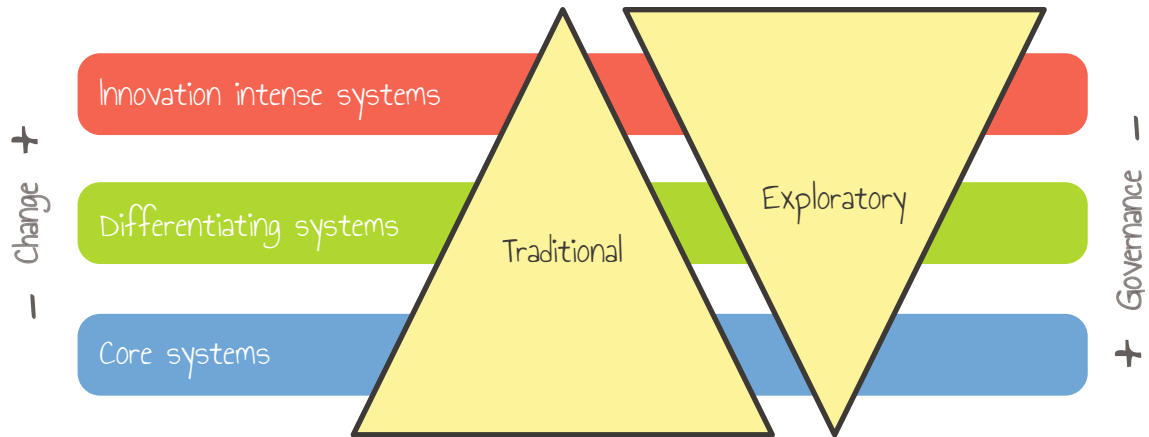 Innovation intense systems
Differentiating systems
Core systems
Traditional
Exploratory
- Change +
+ Governance -